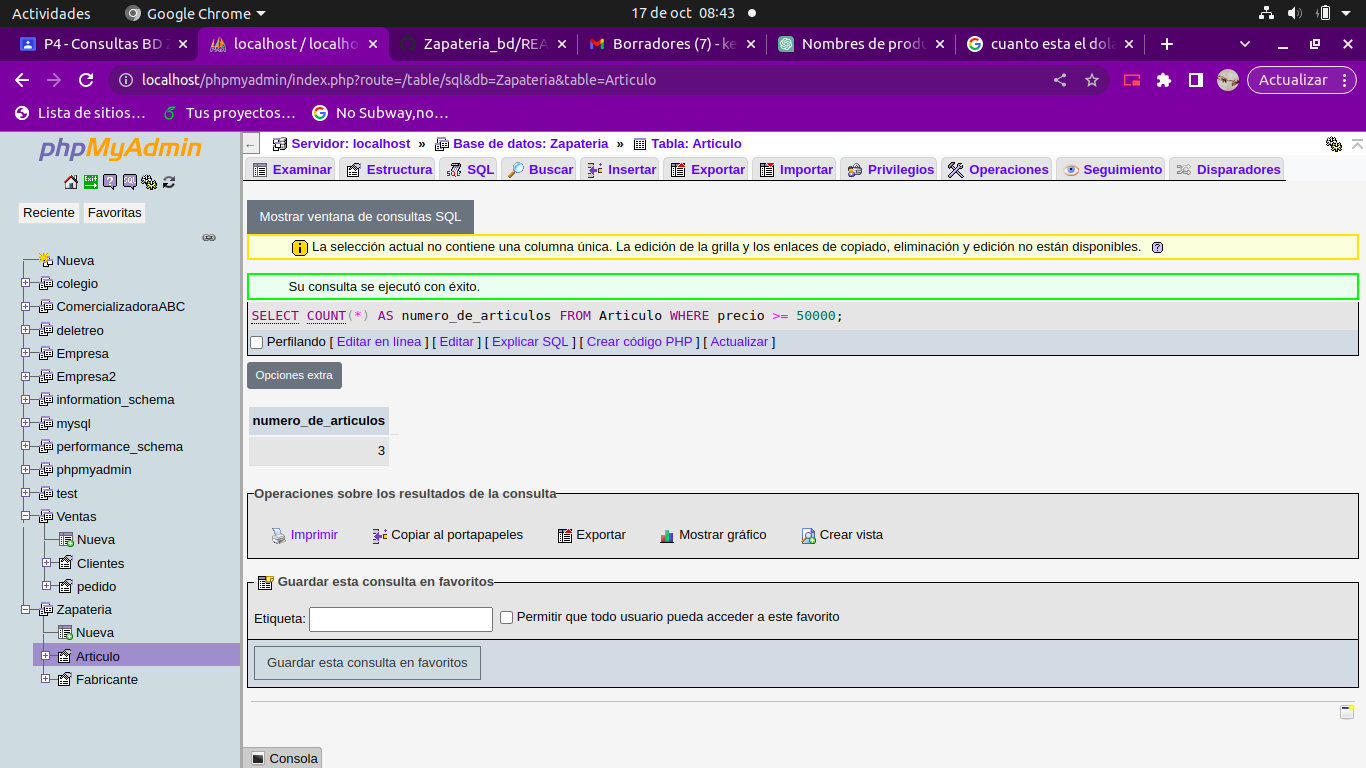 Actividades Google Chrome 17 de oct 08:43
P4 - Consultas BD Z localhost / localho Zapateria_bd/REA Borradores (7) - ke Nombres de produ cuanto esta el dola
localhost/phpmyadmin/index.php?route=/table/sql&db=Zapateria&table=Articulo Actualizar
Lista de sitios… Tus proyectos… No Subway,no…
phpMyAdmin
Reciente Favoritas
Nueva
colegio
ComercializadoraABC
deletreo
Empresa
Empresa2
information_schema
mysql
performance_schema
phpmyadmin
test
Ventas
Nueva
Clientes
pedido
Zapateria
Nueva
Articulo
Fabricante
Servidor: localhost » Base de datos: Zapateria » Tabla: Articulo
Examinar Estructura SQL Buscar Insertar Exportar Importar Privilegios Operaciones Seguimiento Disparadores
Mostrar ventana de consultas SQL
La selección actual no contiene una columna única. La edición de la grilla y los enlaces de copiado, eliminación y edición no están disponibles.
Su consulta se ejecutó con éxito.
SELECT COUNT(*) AS numero_de_articulos FROM Articulo WHERE precio >= 50000;
Perfilando [ Editar en línea ] [ Editar ] [ Explicar SQL ] [ Crear código PHP ] [ Actualizar ]
Opciones extra
numero_de_articulos
3
Operaciones sobre los resultados de la consulta
Imprimir Copiar al portapapeles Exportar Mostrar gráfico Crear vista
Guardar esta consulta en favoritos
Etiqueta: Permitir que todo usuario pueda acceder a este favorito
Guardar esta consulta en favoritos
Consola